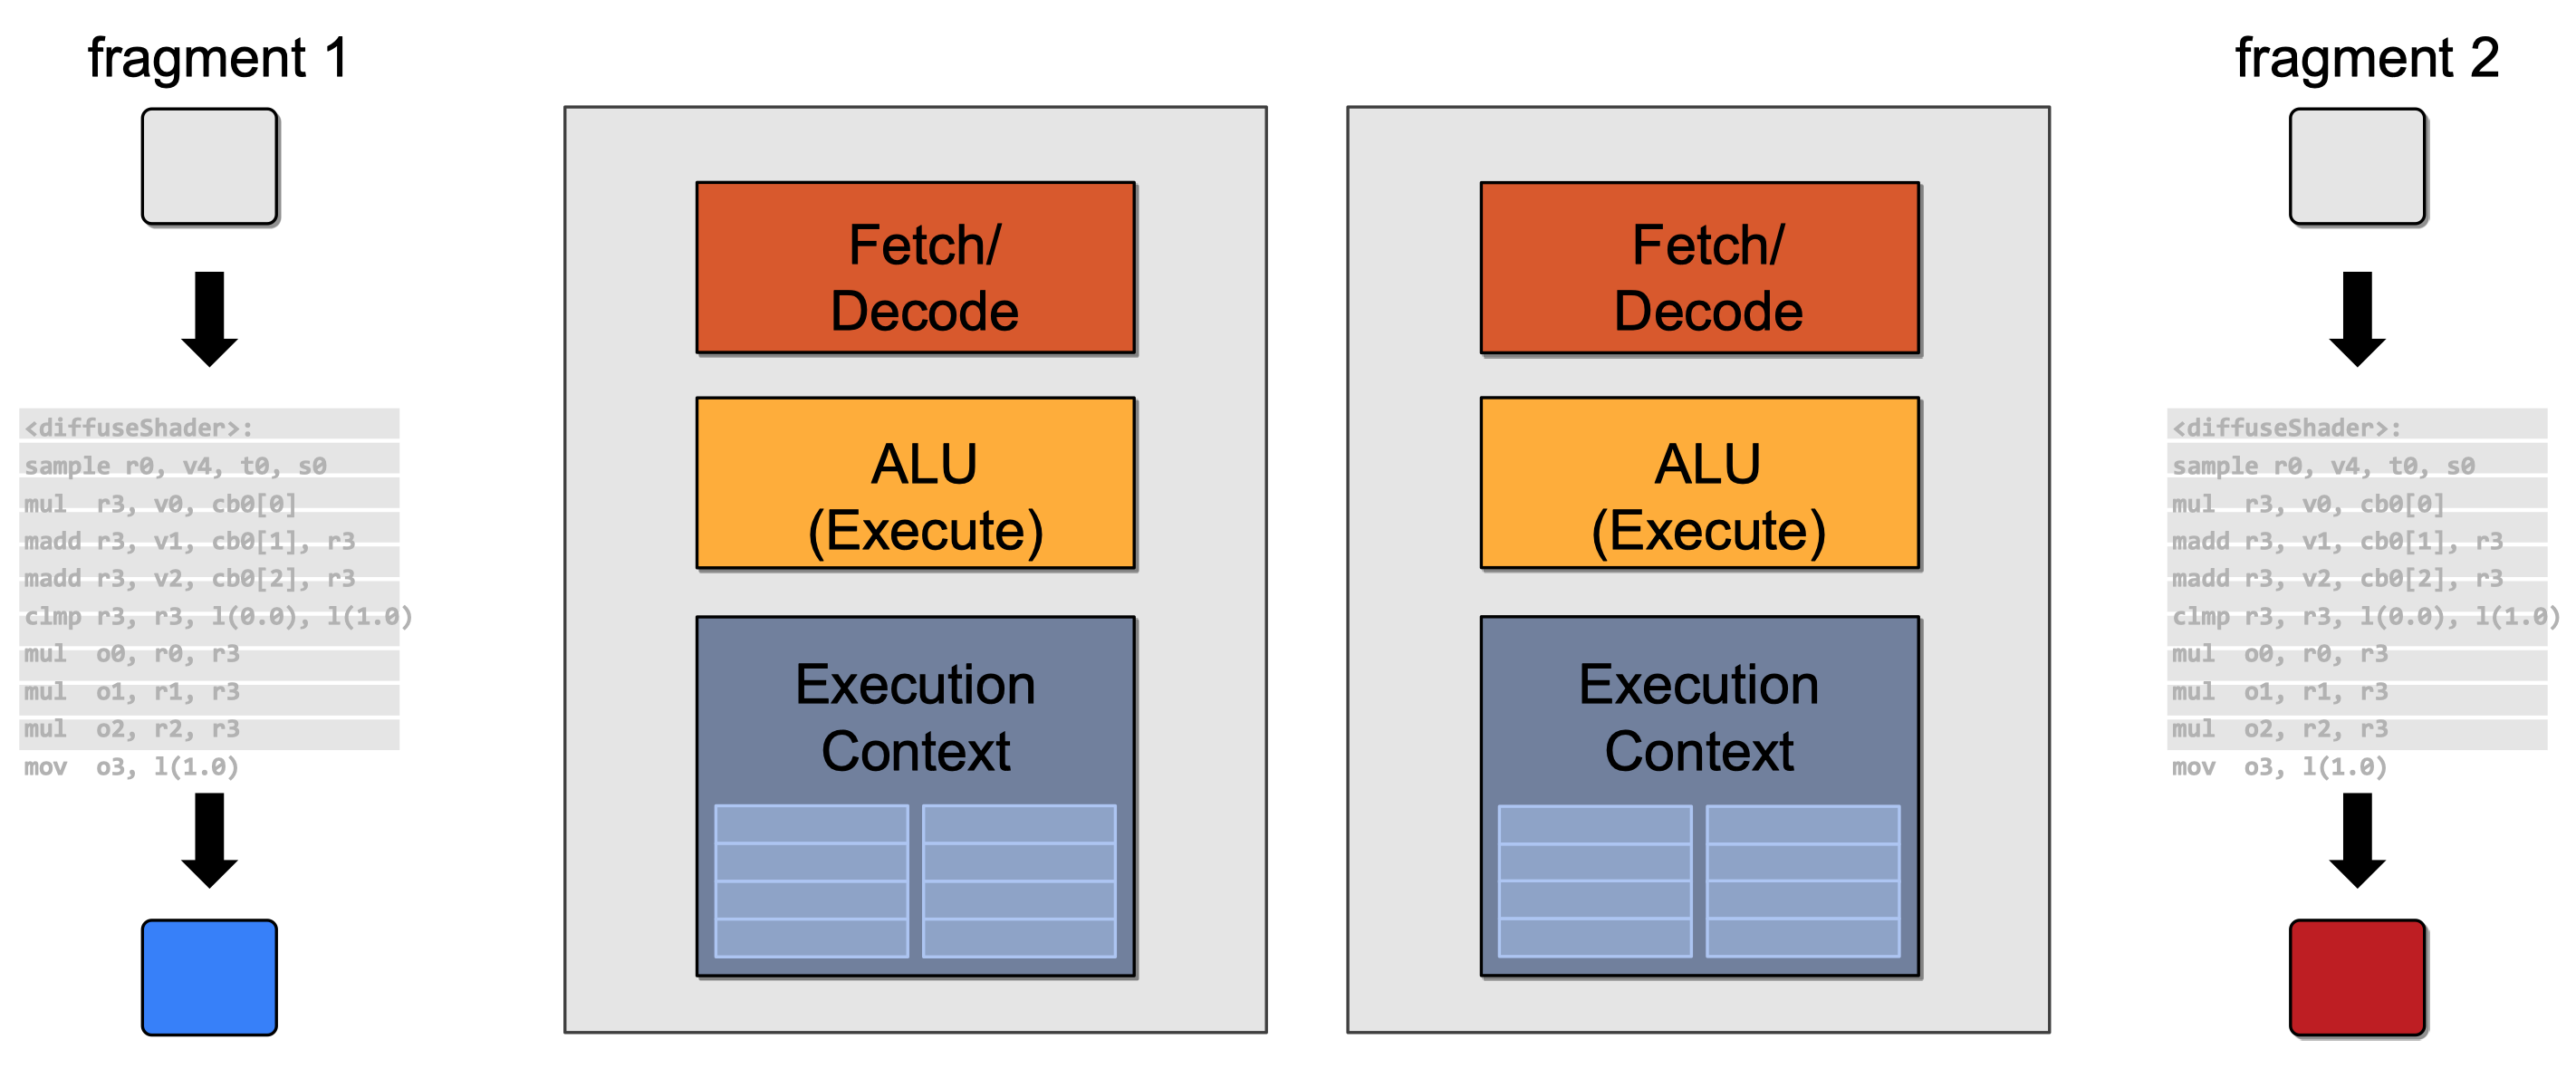 fragment 1
<diffuseShader>:
sample r0, v4, t0, s0
mul  r3, v0, cb0[0]
madd r3, v1, cb0[1], r3
madd r3, v2, cb0[2], r3
clmp r3, r3, l(0.0), l(1.0)
mul  o0, r0, r3
mul  o1, r1, r3
mul  o2, r2, r3
mov  o3, l(1.0)
Fetch/
Decode
ALU
(Execute)
Execution
Context
Fetch/
Decode
ALU
(Execute)
Execution
Context
fragment 2
<diffuseShader>:
sample r0, v4, t0, s0
mul  r3, v0, cb0[0]
madd r3, v1, cb0[1], r3
madd r3, v2, cb0[2], r3
clmp r3, r3, l(0.0), l(1.0)
mul  o0, r0, r3
mul  o1, r1, r3
mul  o2, r2, r3
mov  o3, l(1.0)